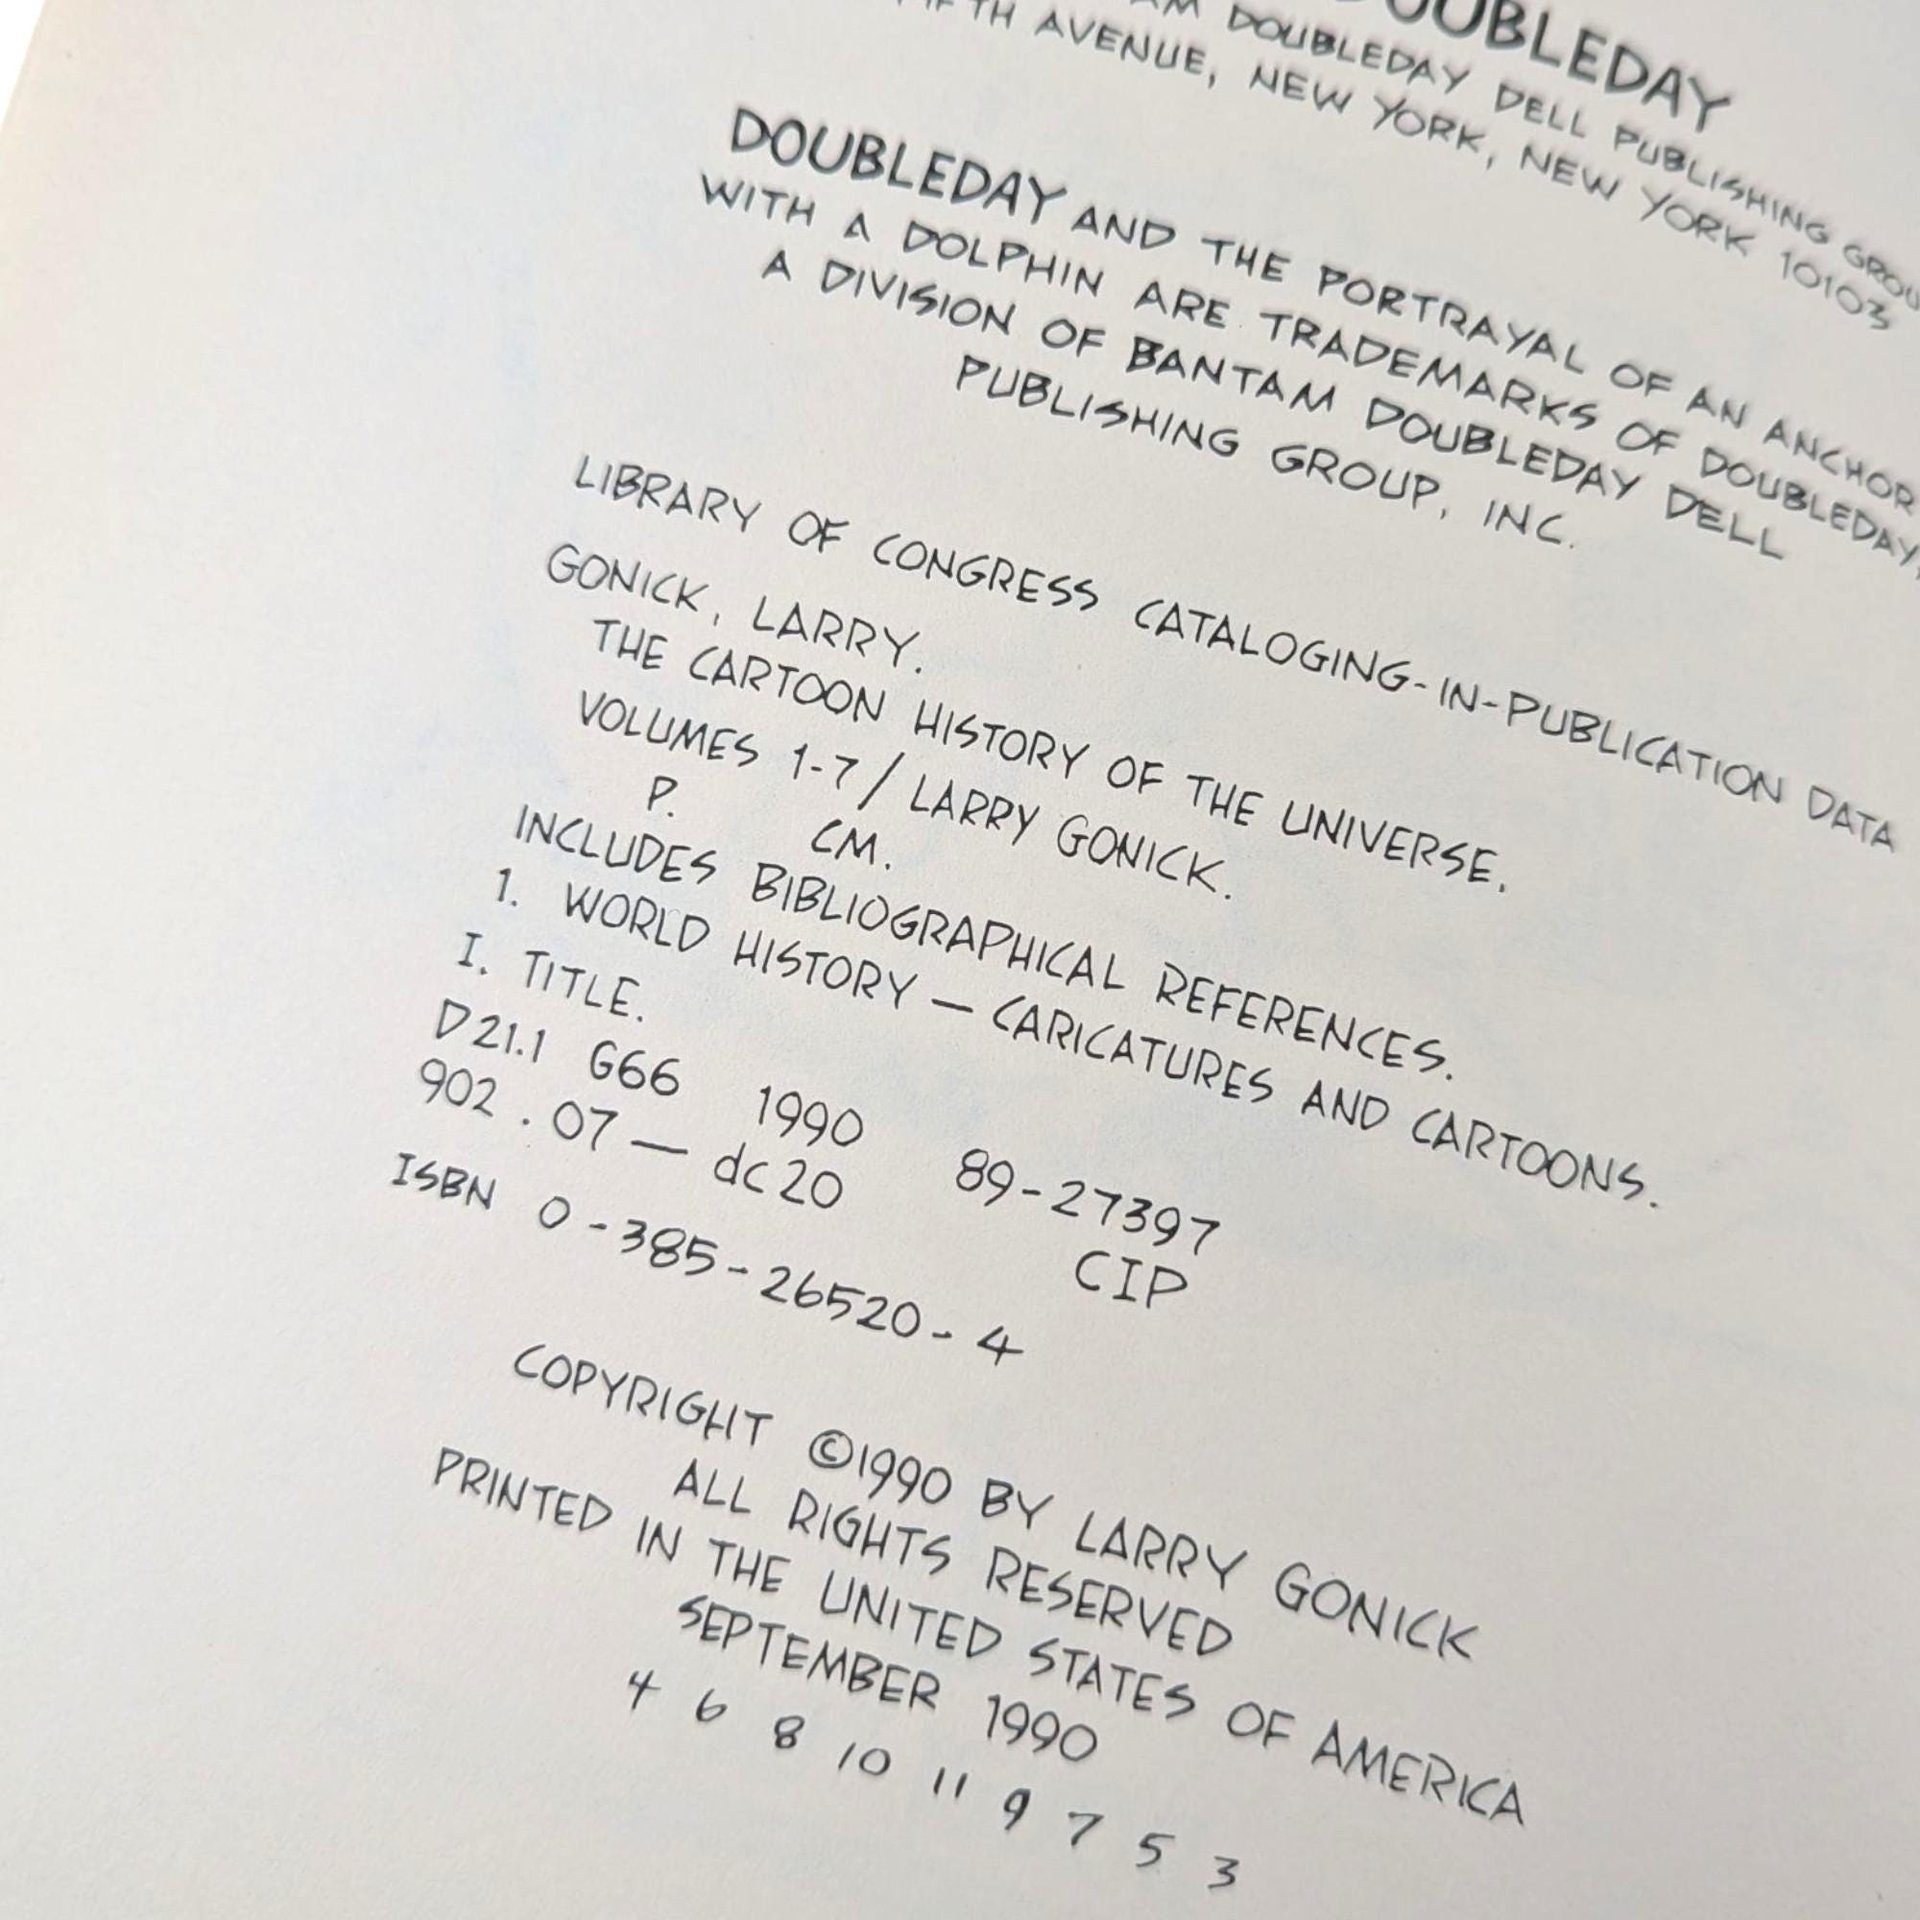 DOUBLEDAY
DOUBLEDAY DELL PUBLISHING
AVENUE, NEW YORK, NEW YORK 10103
DOUBLEDAY AND THE PORTRAYAL OF AN ANCHOR
WITH A DOLPHIN ARE TRADEMARKS OF DOUBLEDAY,
A DIVISION OF BANTAM DOUBLEDAY DELL
PUBLISHING GROUP, INC.
LIBRARY OF CONGRESS CATALOGING-IN-PUBLICATION DATA
GONICK, LARRY.
THE CARTOON HISTORY OF THE UNIVERSE.
VOLUMES 1-7 / LARRY GONICK.
P. CM.
INCLUDES BIBLIOGRAPHICAL REFERENCES.
1. WORLD HISTORY — CARICATURES AND CARTOONS.
I. TITLE.
D21.1 G66 1990 89-27397
902.07 — dc20 CIP
ISBN 0-385-26520-4
COPYRIGHT ©1990 BY LARRY GONICK
ALL RIGHTS RESERVED
PRINTED IN THE UNITED STATES OF AMERICA
SEPTEMBER 1990
4 6 8 10 11 9 7 5 3